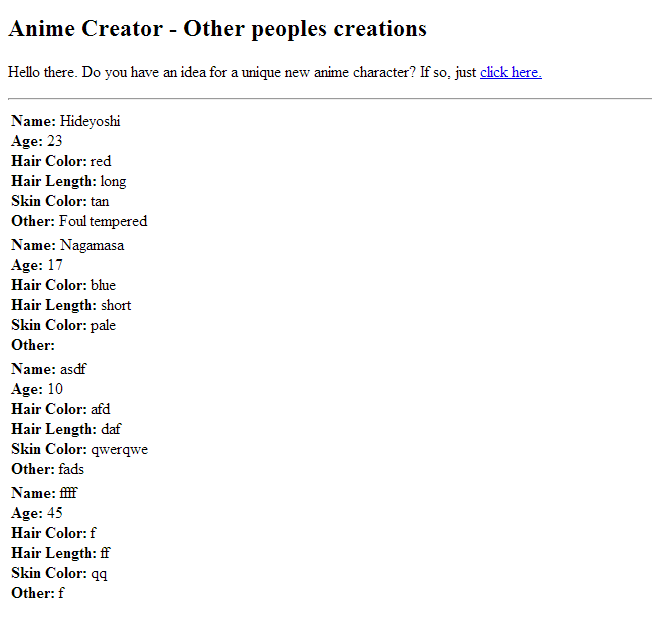 Anime Creator - Other peoples creations
Hello there. Do you have an idea for a unique new anime character? If so, just click here.
Name: Hideyoshi
Age: 23
Hair Color: red
Hair Length: long
Skin Color: tan
Other: Foul tempered
Name: Nagamasa
Age: 17
Hair Color: blue
Hair Length: short
Skin Color: pale
Other:
Name: asdf
Age: 10
Hair Color: afd
Hair Length: daf
Skin Color: qwerqwe
Other: fads
Name: ffff
Age: 45
Hair Color: f
Hair Length: ff
Skin Color: qq
Other: f